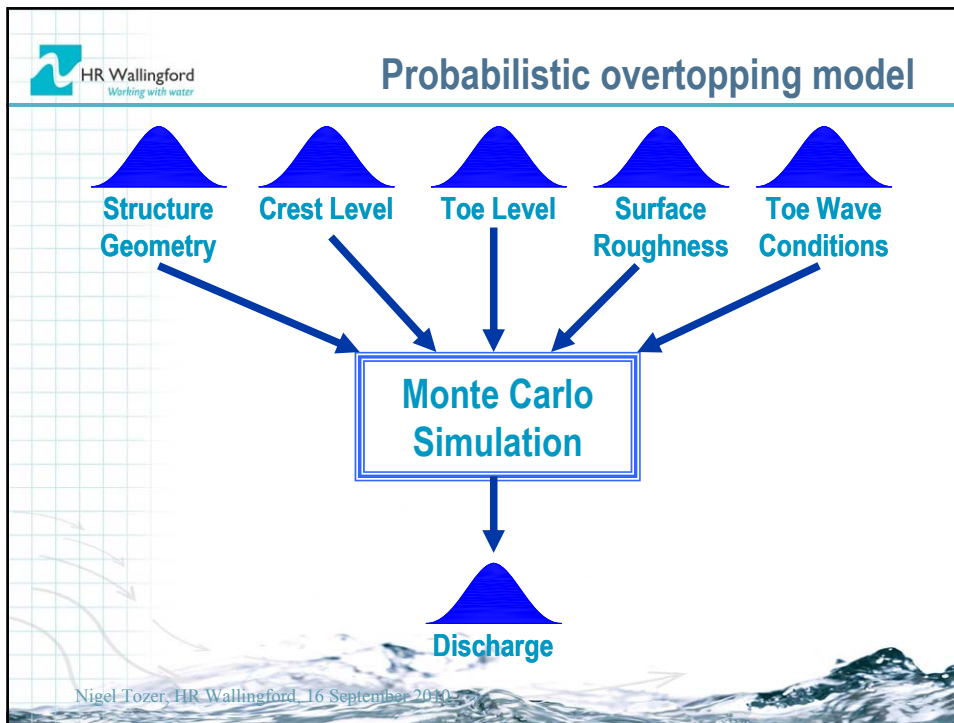 HR Wallingford
Working with water
Probabilistic overtopping model
Structure
Geometry
Crest Level
Toe Level
Surface
Roughness
Toe Wave
Conditions
Monte Carlo
Simulation
Discharge
Nigel Tozer, HR Wallingford, 16 September 2010